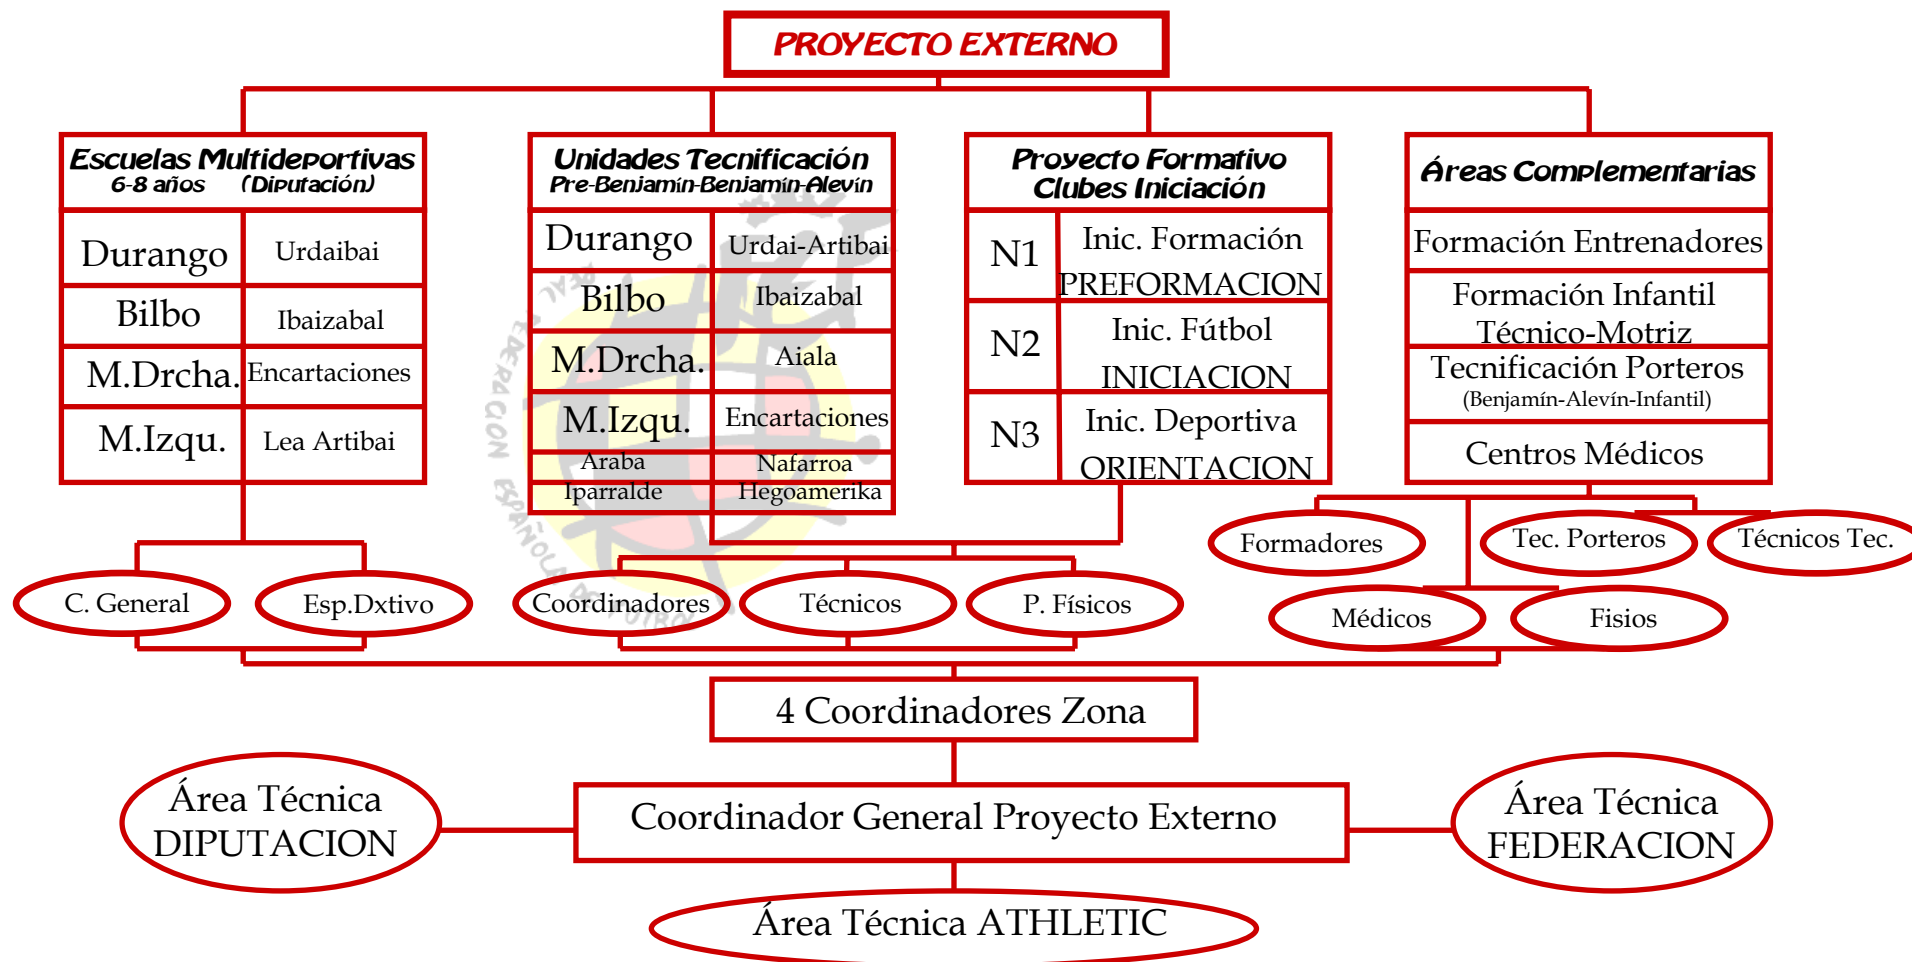 PROYECTO EXTERNO
Escuelas Multideportivas
6-8 años (Diputación)
Durango
Urdaibai
Bilbo
Ibaizabal
M.Drcha.
Encartaciones
M.Izqu.
Lea Artibai
Unidades Tecnificación
Pre-Benjamín-Benjamín-Alevín
Durango
Urdai-Artibai
Bilbo
Ibaizabal
M.Drcha.
Aiala
M.Izqu.
Encartaciones
Araba
Nafarroa
Iparralde
Hegoamerika
Proyecto Formativo
Clubes Iniciación
N1
Inic. Formación
PREFORMACION
N2
Inic. Fútbol
INICIACION
N3
Inic. Deportiva
ORIENTACION
Áreas Complementarias
Formación Entrenadores
Formación Infantil
Técnico-Motriz
Tecnificación Porteros
(Benjamín-Alevín-Infantil)
Centros Médicos
REAL FEDERACION ESPAÑOLA DE FUTBOL
C. General
Esp.Dxtivo
Coordinadores
Técnicos
P. Físicos
Formadores
Tec. Porteros
Técnicos Tec.
Médicos
Fisios
4 Coordinadores Zona
Área Técnica
DIPUTACION
Coordinador General Proyecto Externo
Área Técnica
FEDERACION
Área Técnica ATHLETIC